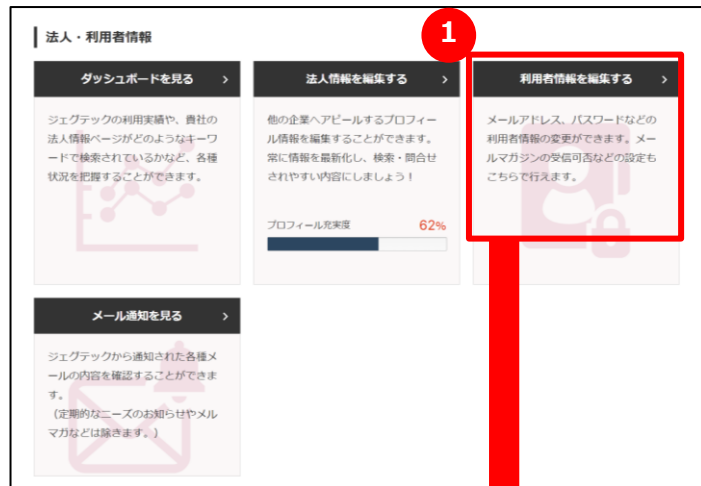 法人・利用者情報
1
ダッシュボードを見る >
ジェグテックの利用実績や、貴社の
法人情報ページがどのようなキーワ
ードで検索されているかなど、各種
状況を把握することができます。
法人情報を編集する >
他の企業へアピールするプロフィー
ル情報を編集することができます。
常に情報を最新化し、検索・問合せ
されやすい内容にしましょう！
プロフィール充実度 62%
利用者情報を編集する >
メールアドレス、パスワードなどの
利用者情報の変更ができます。メー
ルマガジンの受信可否などの設定も
こちらで行えます。
メール通知を見る >
ジェグテックから通知された各種メ
ールの内容を確認することができま
す。
（定期的なニーズのお知らせやメル
マガなどは除きます。）